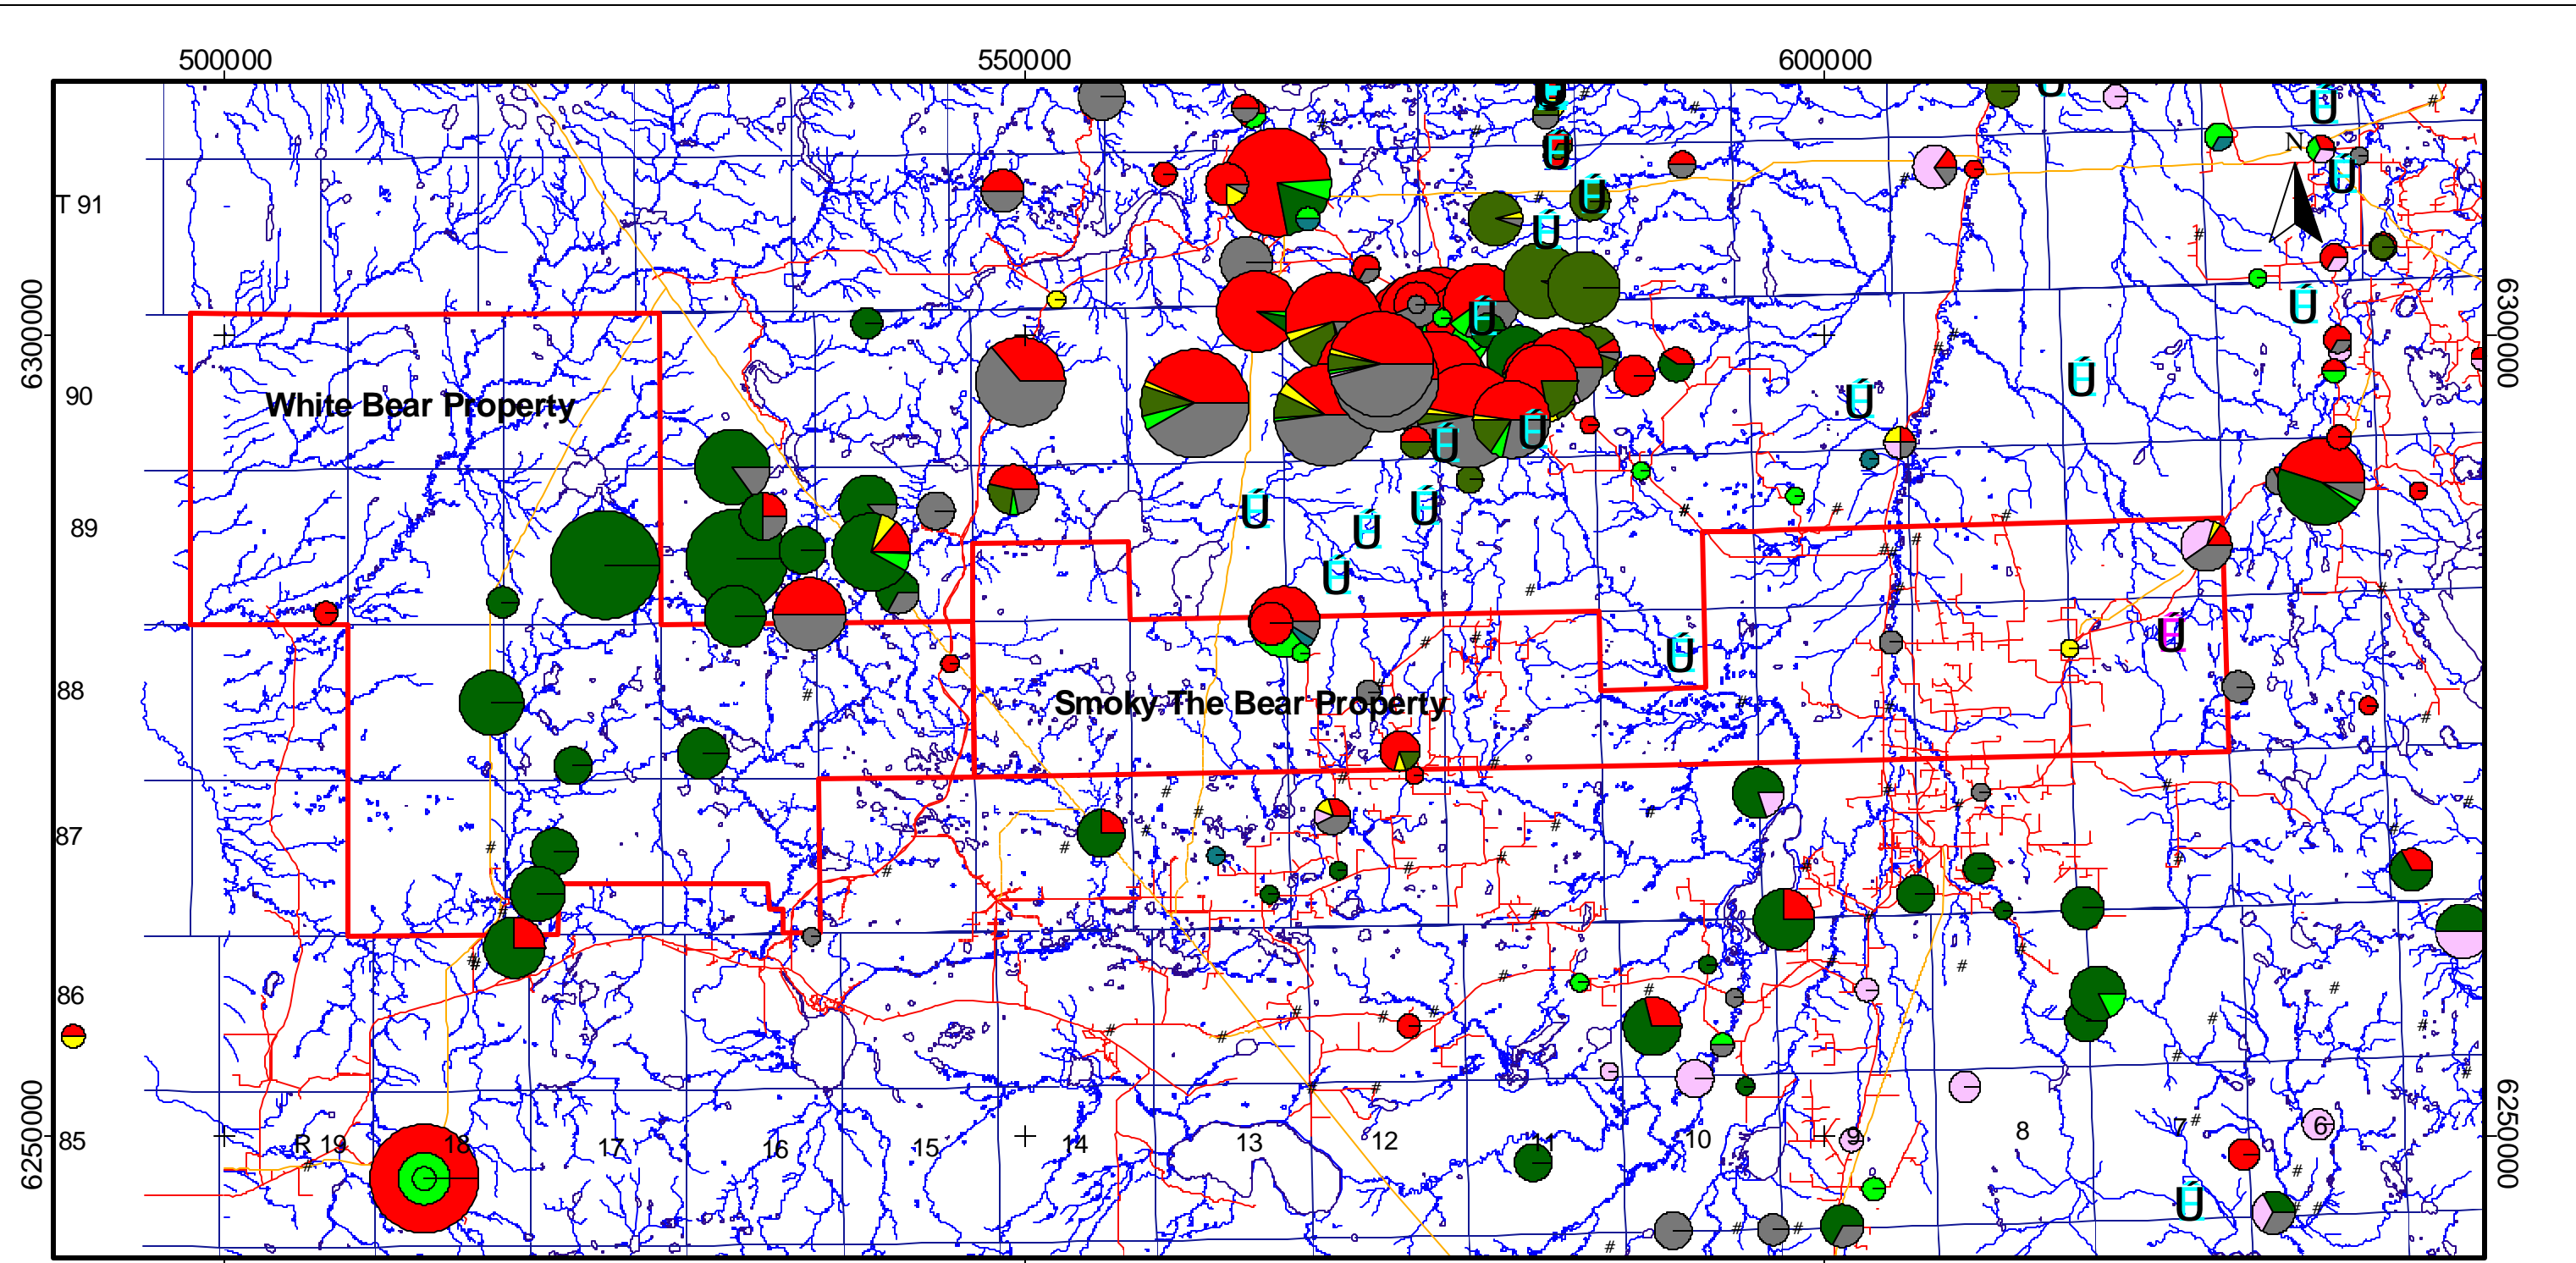 5000000 550000 600000
N
T 91
6300000 6300000
90
White Bear Property
89
88
Smoky The Bear Property
87
86
6250000 6250000
85
R 19 18 17 16 15 14 13 12 11 10 9 8 7 6